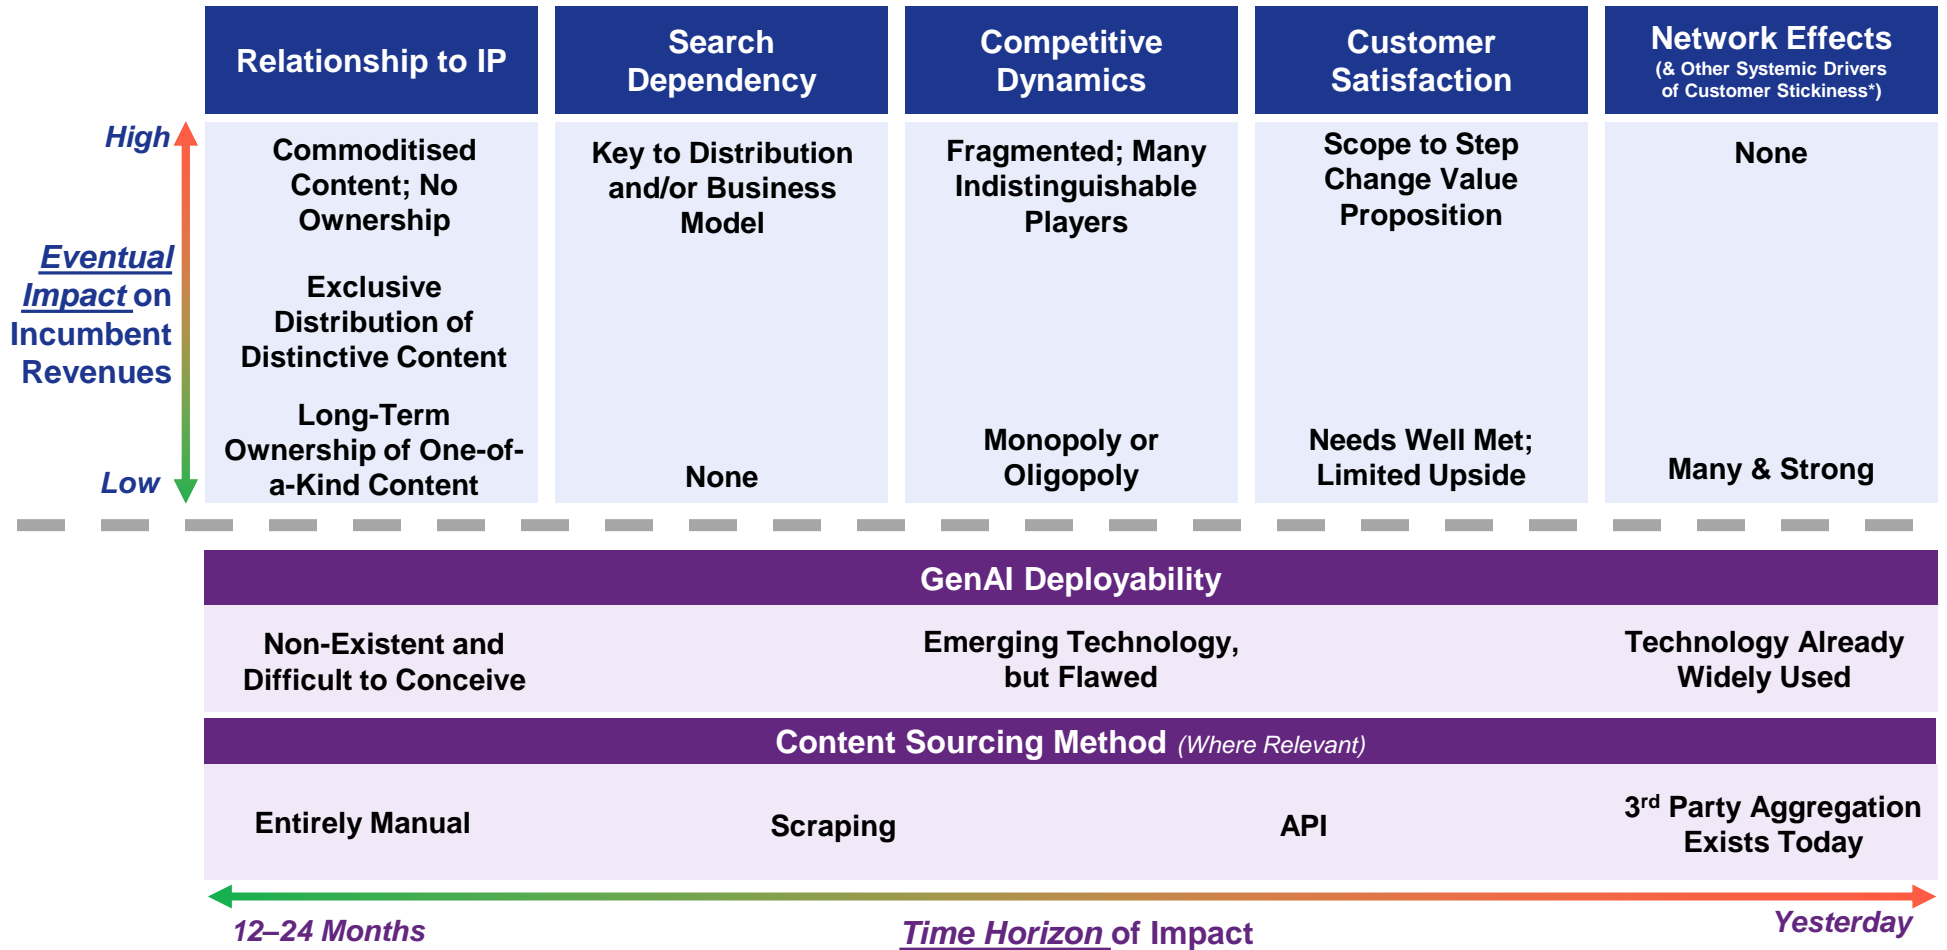 Relationship to IP
Search
Dependency
Competitive
Dynamics
Customer
Satisfaction
Network Effects
(& Other Systemic Drivers
of Customer Stickiness*)
High
Eventual
Impact on
Incumbent
Revenues
Low
Commoditised
Content; No
Ownership
Exclusive
Distribution of
Distinctive Content
Long-Term
Ownership of One-of-
a-Kind Content
Key to Distribution
and/or Business
Model
None
Fragmented; Many
Indistinguishable
Players
Monopoly or
Oligopoly
Scope to Step
Change Value
Proposition
Needs Well Met;
Limited Upside
None
Many & Strong
GenAI Deployability
Non-Existent and
Difficult to Conceive
Emerging Technology,
but Flawed
Technology Already
Widely Used
Content Sourcing Method (Where Relevant)
Entirely Manual
Scraping
API
3rd Party Aggregation
Exists Today
12–24 Months
Time Horizon of Impact
Yesterday